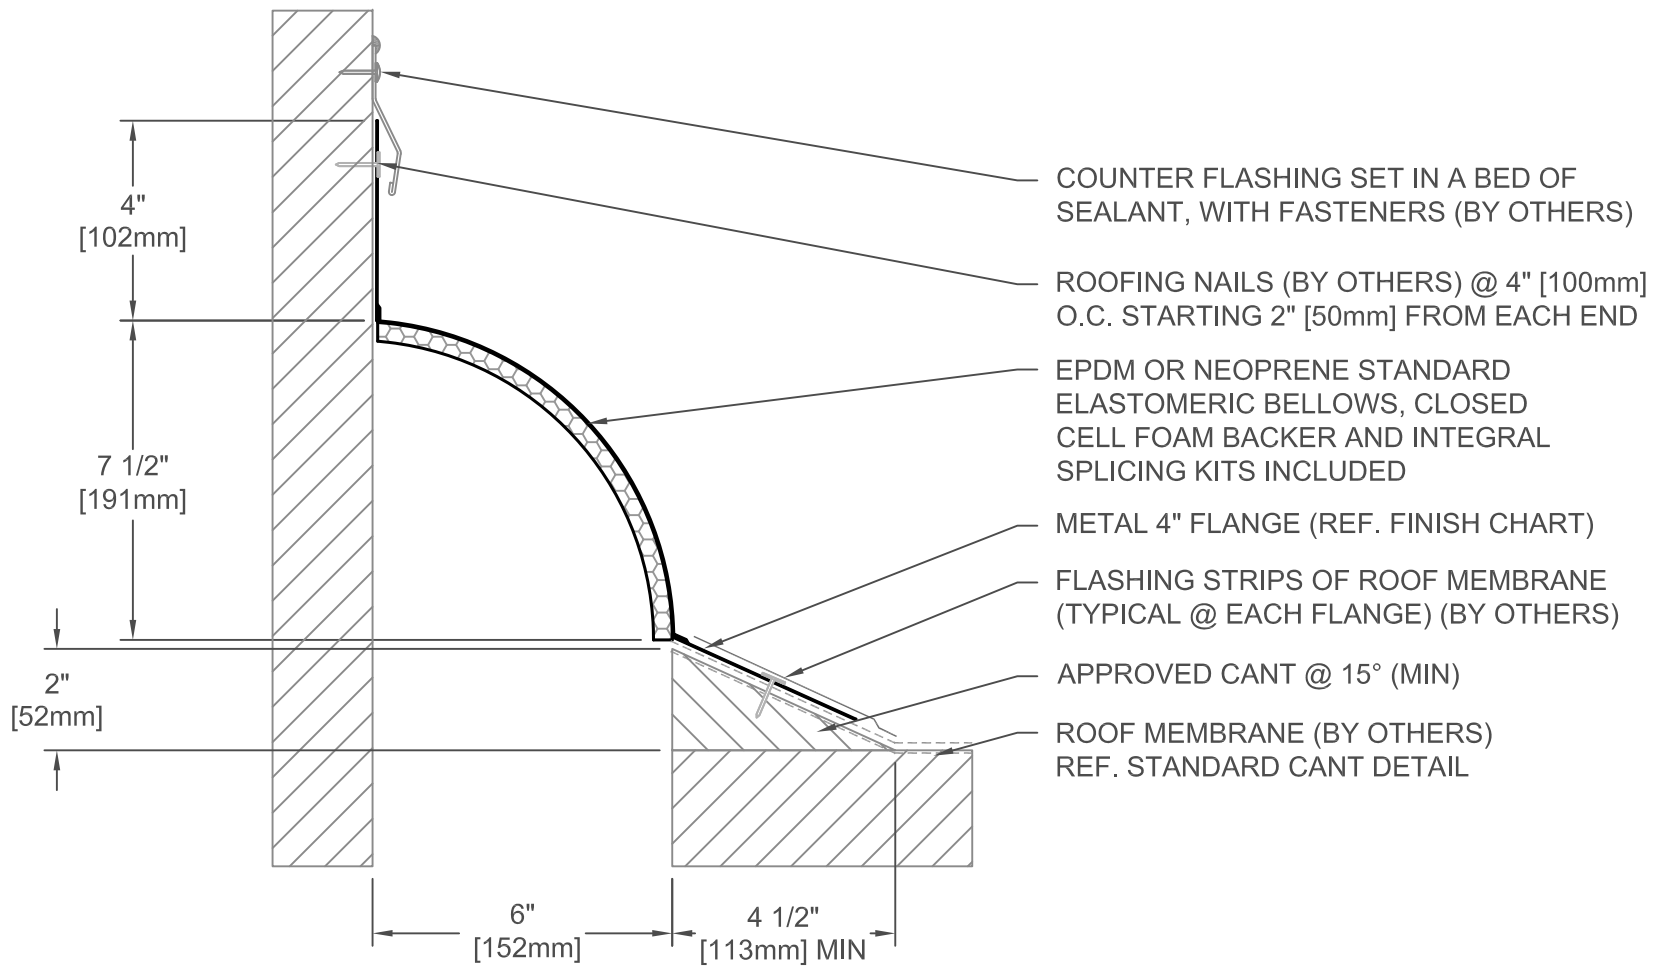 COUNTER FLASHING SET IN A BED OF
SEALANT, WITH FASTENERS (BY OTHERS)
ROOFING NAILS (BY OTHERS) @ 4" [100mm]
O.C. STARTING 2" [50mm] FROM EACH END
EPDM OR NEOPRENE STANDARD
ELASTOMERIC BELLOWS, CLOSED
CELL FOAM BACKER AND INTEGRAL
SPLICING KITS INCLUDED
METAL 4" FLANGE (REF. FINISH CHART)
FLASHING STRIPS OF ROOF MEMBRANE
(TYPICAL @ EACH FLANGE) (BY OTHERS)
APPROVED CANT @ 15° (MIN)
ROOF MEMBRANE (BY OTHERS)
REF. STANDARD CANT DETAIL
4"
[102mm]
7 1/2"
[191mm]
2"
[52mm]
6"
[152mm]
4 1/2"
[113mm] MIN